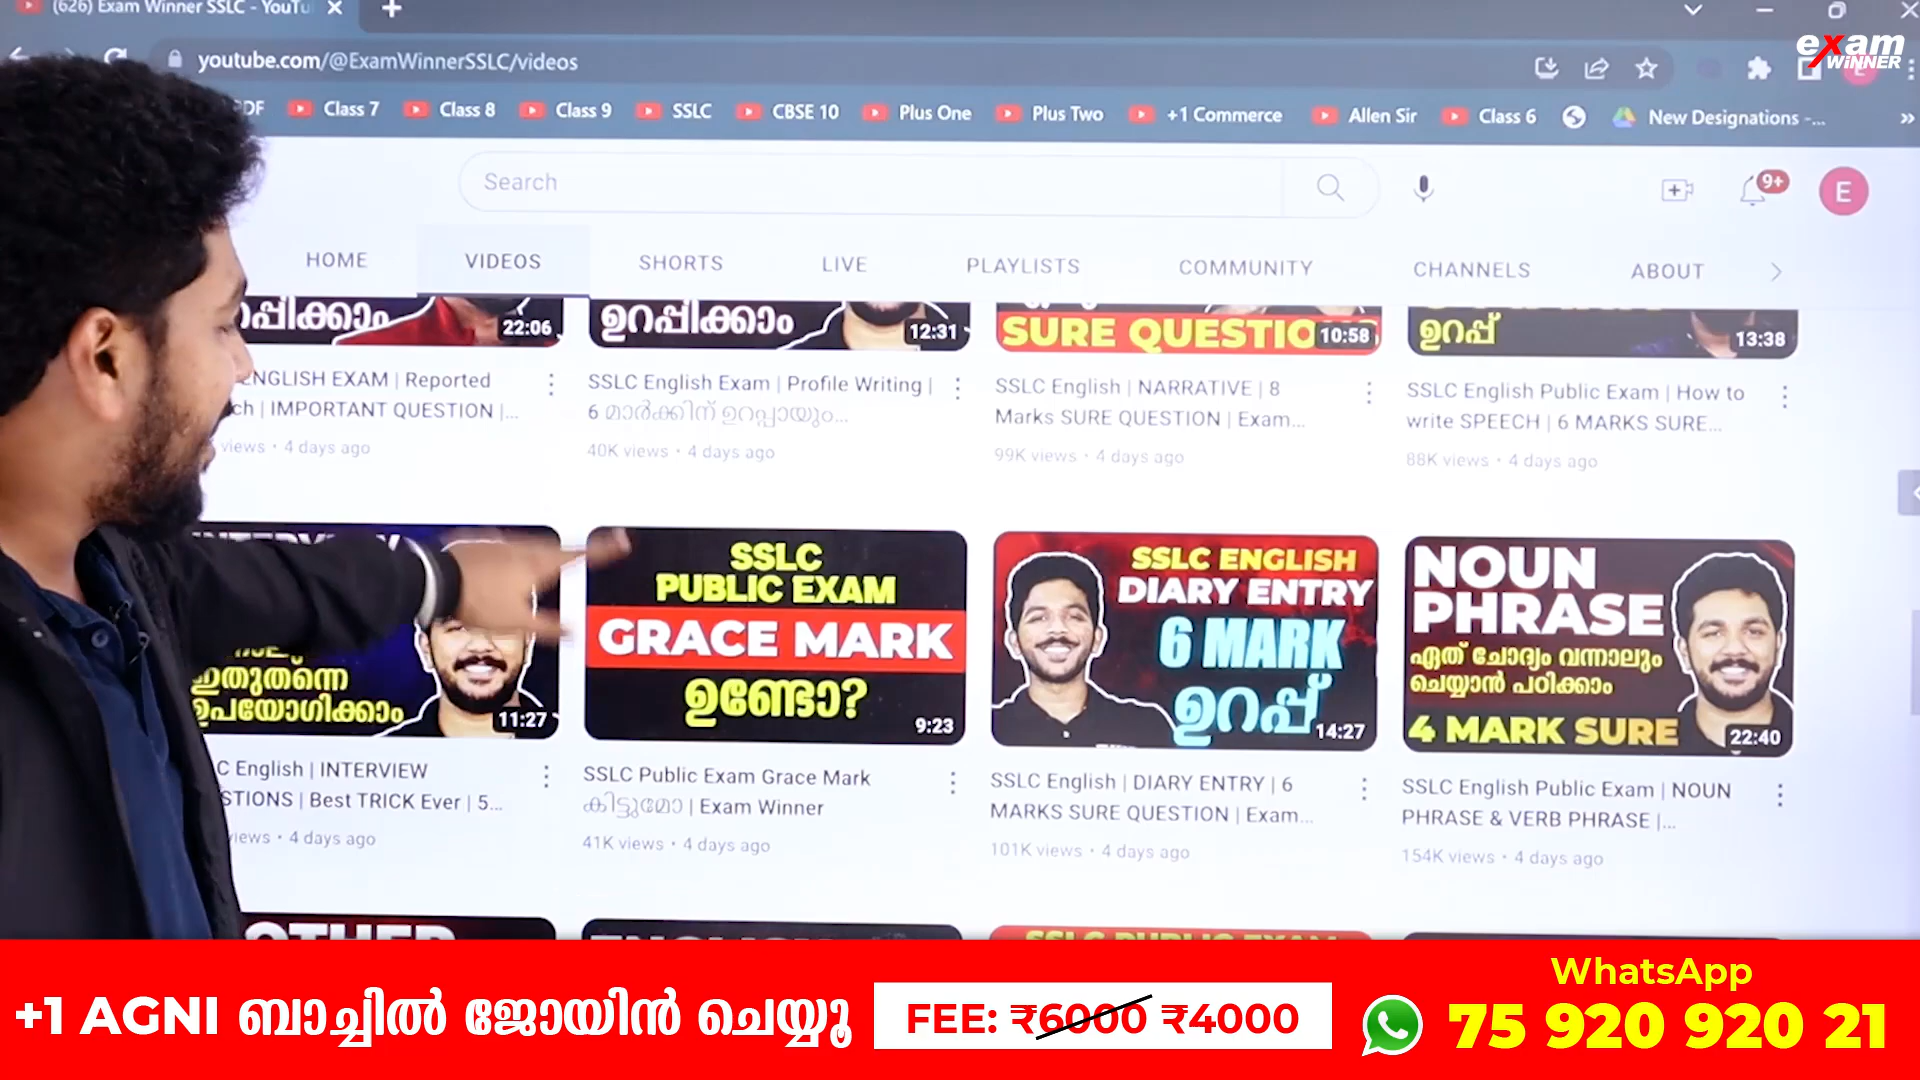 (626) Exam Winner SSLC - YouTu
youtube.com/@ExamWinnerSSLC/videos
exam
WiNNER
Class 7
Class 8
Class 9
SSLC
CBSE 10
Plus One
Plus Two
+1 Commerce
Allen Sir
Class 6
New Designations -...
Search
9+
E
HOME
VIDEOS
SHORTS
LIVE
PLAYLISTS
COMMUNITY
CHANNELS
ABOUT
22:06
ഉറപ്പിക്കാം
12:31
SURE QUESTIO
10:58
ഉറപ്പ്
13:38
ENGLISH EXAM | Reported
ch | IMPORTANT QUESTION |...
views • 4 days ago
SSLC English Exam | Profile Writing |
6 മാർക്കിന് ഉറപ്പായും...
40K views • 4 days ago
SSLC English | NARRATIVE | 8
Marks SURE QUESTION | Exam...
99K views • 4 days ago
SSLC English Public Exam | How to
write SPEECH | 6 MARKS SURE...
88K views • 4 days ago
ഇതുതന്നെ
ഉപയോഗിക്കാം
11:27
SSLC
PUBLIC EXAM
GRACE MARK
ഉണ്ടോ?
9:23
SSLC ENGLISH
DIARY ENTRY
6 MARK
ഉറപ്പ്
14:27
NOUN
PHRASE
ഏത് ചോദ്യം വന്നാലും
ചെയ്യാൻ പഠിക്കാം
4 MARK SURE
22:40
C English | INTERVIEW
STIONS | Best TRICK Ever | 5...
views • 4 days ago
SSLC Public Exam Grace Mark
കിട്ടുമോ | Exam Winner
41K views • 4 days ago
SSLC English | DIARY ENTRY | 6
MARKS SURE QUESTION | Exam...
101K views • 4 days ago
SSLC English Public Exam | NOUN
PHRASE & VERB PHRASE |...
154K views • 4 days ago
+1 AGNI ബാച്ചിൽ ജോയിൻ ചെയ്യൂ
FEE: ₹6000 ₹4000
WhatsApp
75 920 920 21